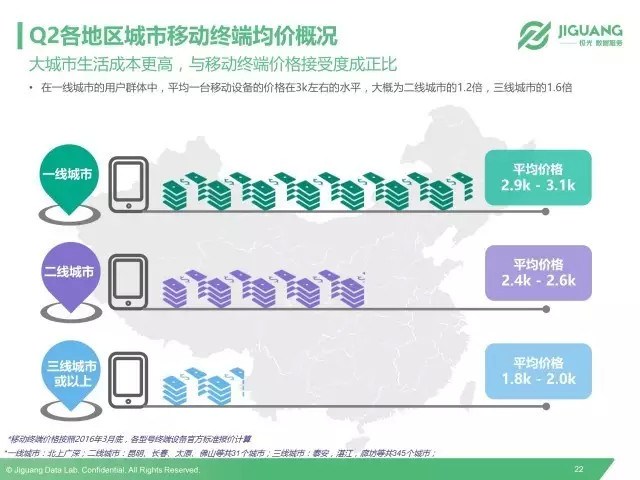 Q2各地区城市移动终端均价概况
JIGUANG
极光 数据服务
大城市生活成本更高，与移动终端价格接受度成正比
• 在一线城市的用户群体中，平均一台移动设备的价格在3k左右的水平，大概为二线城市的1.2倍，三线城市的1.6倍
一线城市
平均价格
2.9k - 3.1k
二线城市
平均价格
2.4k - 2.6k
三线城市
或以上
平均价格
1.8k - 2.0k
*移动终端价格按照2016年3月底，各型号终端设备官方标准报价计算
*一线城市：北上广深；二线城市：昆明、长春、太原、佛山等共31个城市；三线城市：泰安，湛江，廊坊等共345个城市；
© Jiguang Data Lab. Confidential. All Rights Reserved.
22